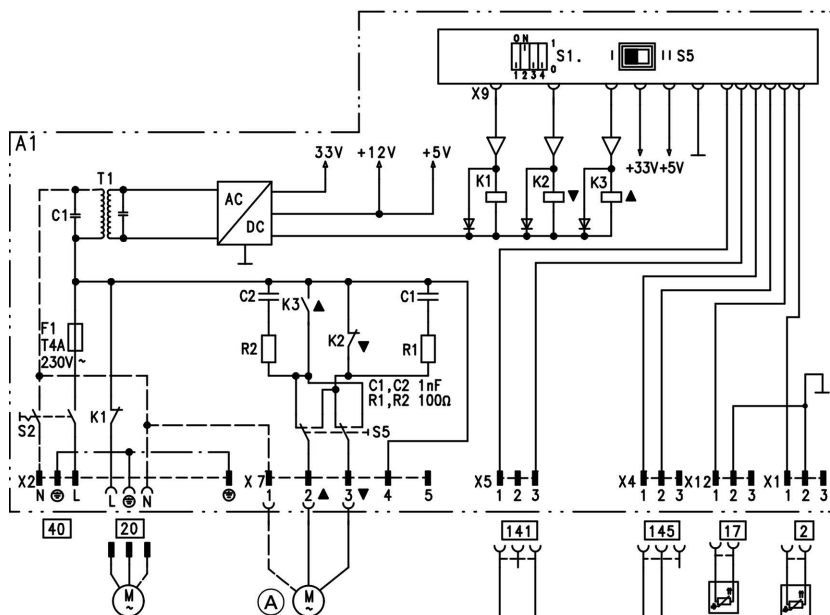 ON
1
0
1 2 3 4
S1.
I
II
S5
X9
A1
33V
+12V
+5V
T1
C1
AC
DC
K1
K2
K3
+33V
+5V
F1
T4A
230V~
C2
K3
C1
R2
K2
R1
C1,C2 1nF
R1,R2 100Ω
S2
K1
S5
X2
N
L
L
N
X7
1
2
3
4
5
X5
1
2
3
X4
1
2
3
X12
1
2
3
X1
1
2
3
40
20
141
145
17
2
M
~
A
M
~